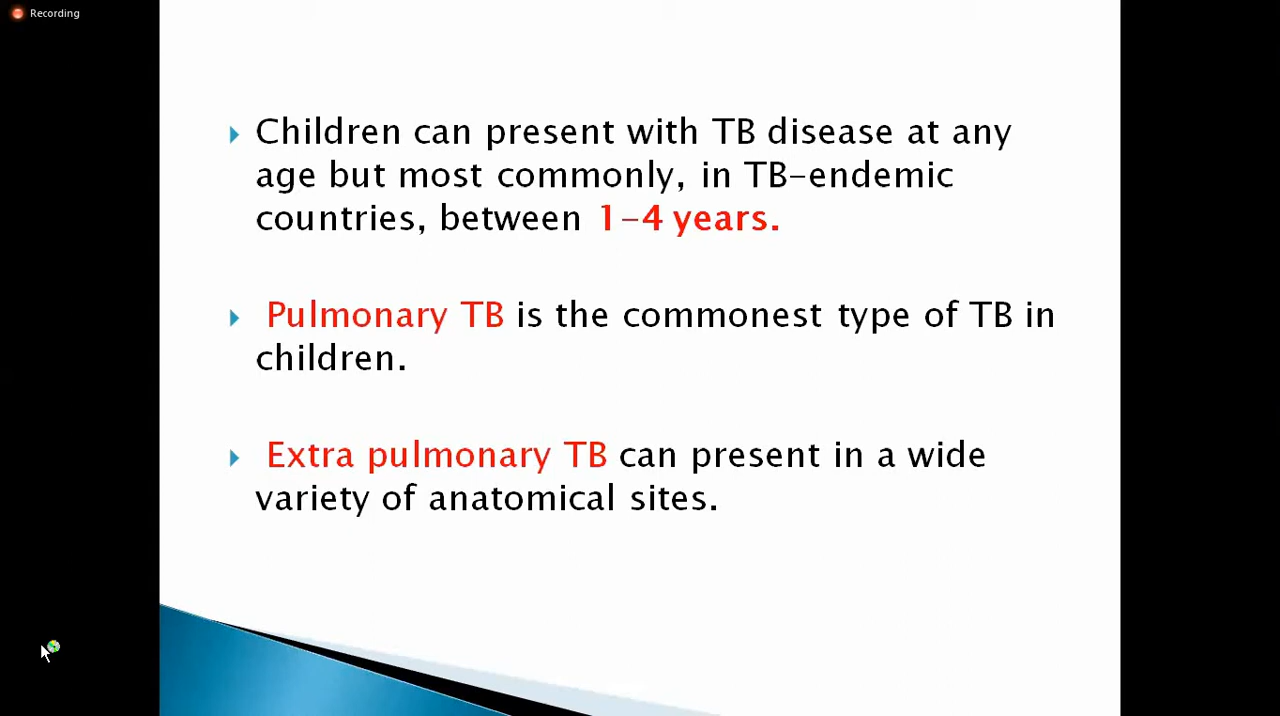 Recording
Children can present with TB disease at any
age but most commonly, in TB-endemic
countries, between 1-4 years.
Pulmonary TB is the commonest type of TB in
children.
Extra pulmonary TB can present in a wide
variety of anatomical sites.